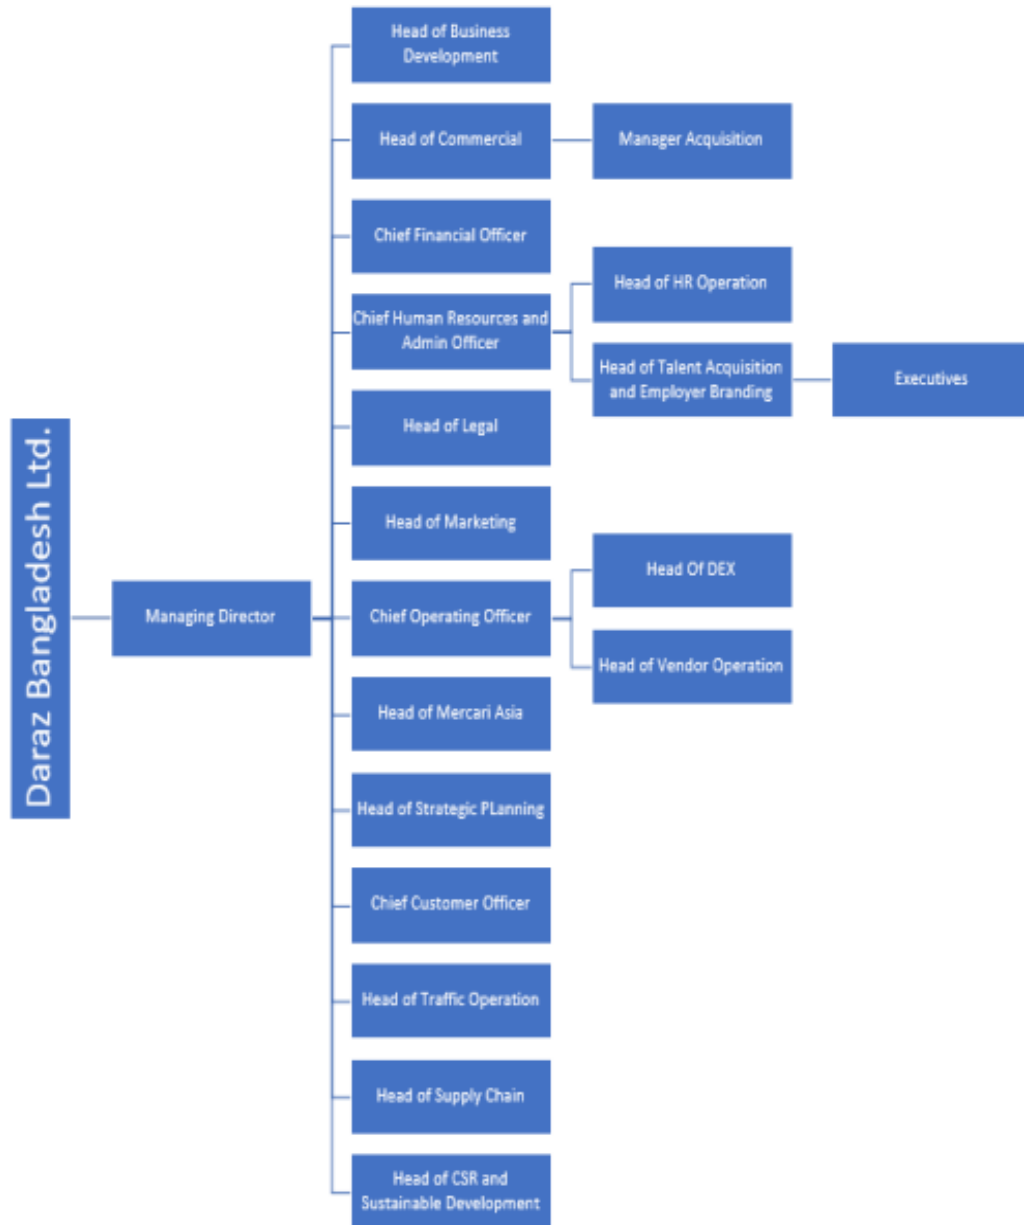 Daraz Bangladesh Ltd.
Managing Director
Head of Business
Development
Head of Commercial
Manager Acquisition
Chief Financial Officer
Chief Human Resources and
Admin Officer
Head of HR Operation
Head of Talent Acquisition
and Employer Branding
Executives
Head of Legal
Head of Marketing
Chief Operating Officer
Head Of DEX
Head of Vendor Operation
Head of Mercari Asia
Head of Strategic PLanning
Chief Customer Officer
Head of Traffic Operation
Head of Supply Chain
Head of CSR and
Sustainable Development